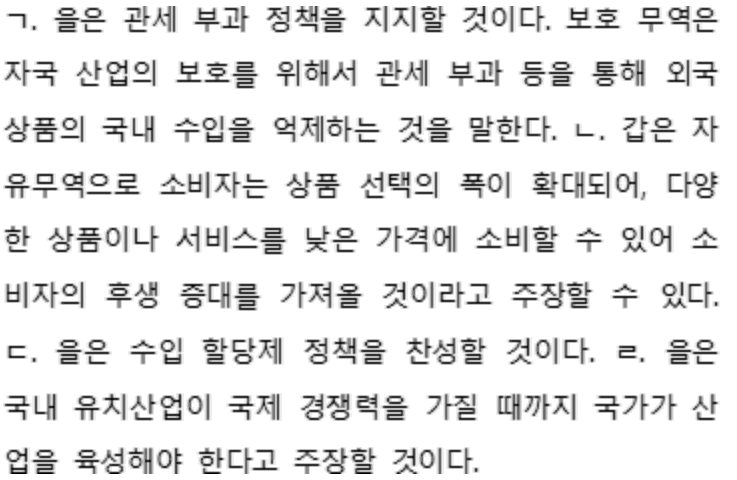 ㄱ. 을은 관세 부과 정책을 지지할 것이다. 보호 무역은
자국 산업의 보호를 위해서 관세 부과 등을 통해 외국
상품의 국내 수입을 억제하는 것을 말한다. ㄴ. 갑은 자
유무역으로 소비자는 상품 선택의 폭이 확대되어, 다양
한 상품이나 서비스를 낮은 가격에 소비할 수 있어 소
비자의 후생 증대를 가져올 것이라고 주장할 수 있다.
ㄷ. 을은 수입 할당제 정책을 찬성할 것이다. ㄹ. 을은
국내 유치산업이 국제 경쟁력을 가질 때까지 국가가 산
업을 육성해야 한다고 주장할 것이다.